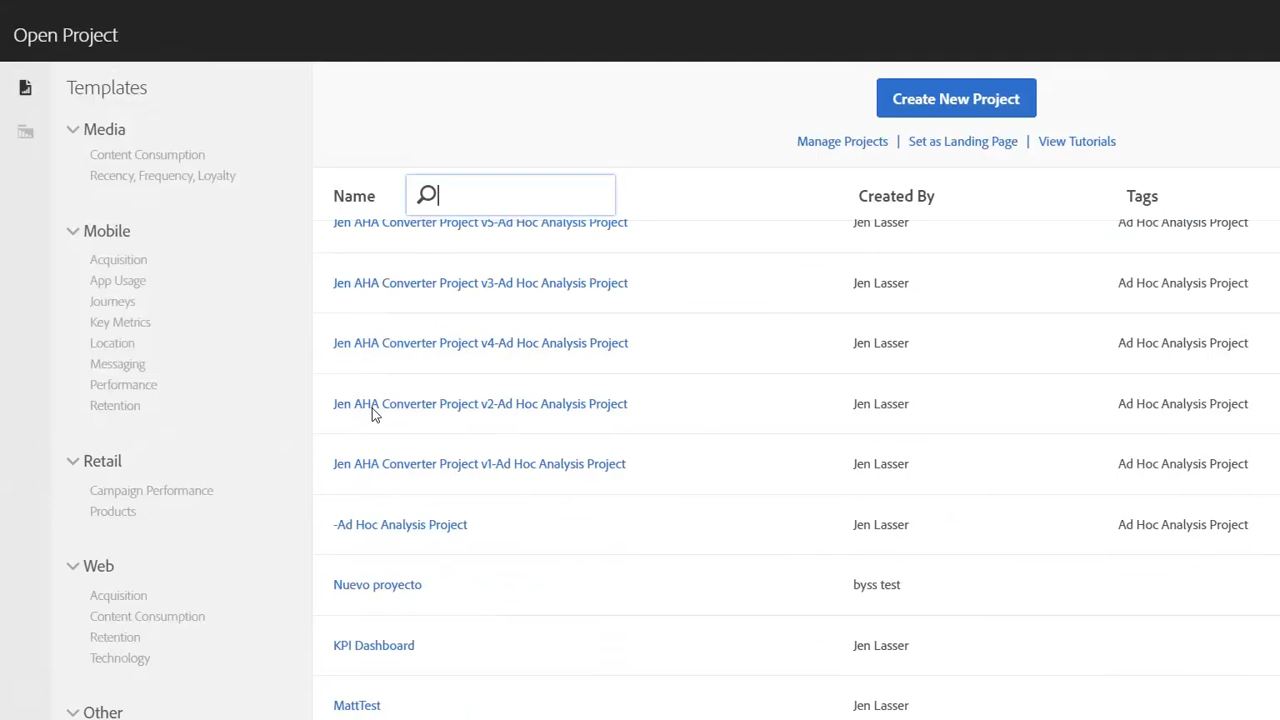 Open Project
Templates
Media
Content Consumption
Recency, Frequency, Loyalty
Mobile
Acquisition
App Usage
Journeys
Key Metrics
Location
Messaging
Performance
Retention
Retail
Campaign Performance
Products
Web
Acquisition
Content Consumption
Retention
Technology
Other
Create New Project
Manage Projects | Set as Landing Page | View Tutorials
Name Created By Tags
Jen AHA Converter Project v5-Ad Hoc Analysis Project Jen Lasser Ad Hoc Analysis Project
Jen AHA Converter Project v3-Ad Hoc Analysis Project Jen Lasser Ad Hoc Analysis Project
Jen AHA Converter Project v4-Ad Hoc Analysis Project Jen Lasser Ad Hoc Analysis Project
Jen AHA Converter Project v2-Ad Hoc Analysis Project Jen Lasser Ad Hoc Analysis Project
Jen AHA Converter Project v1-Ad Hoc Analysis Project Jen Lasser Ad Hoc Analysis Project
-Ad Hoc Analysis Project Jen Lasser Ad Hoc Analysis Project
Nuevo proyecto byss test
KPI Dashboard Jen Lasser
MattTest Jen Lasser